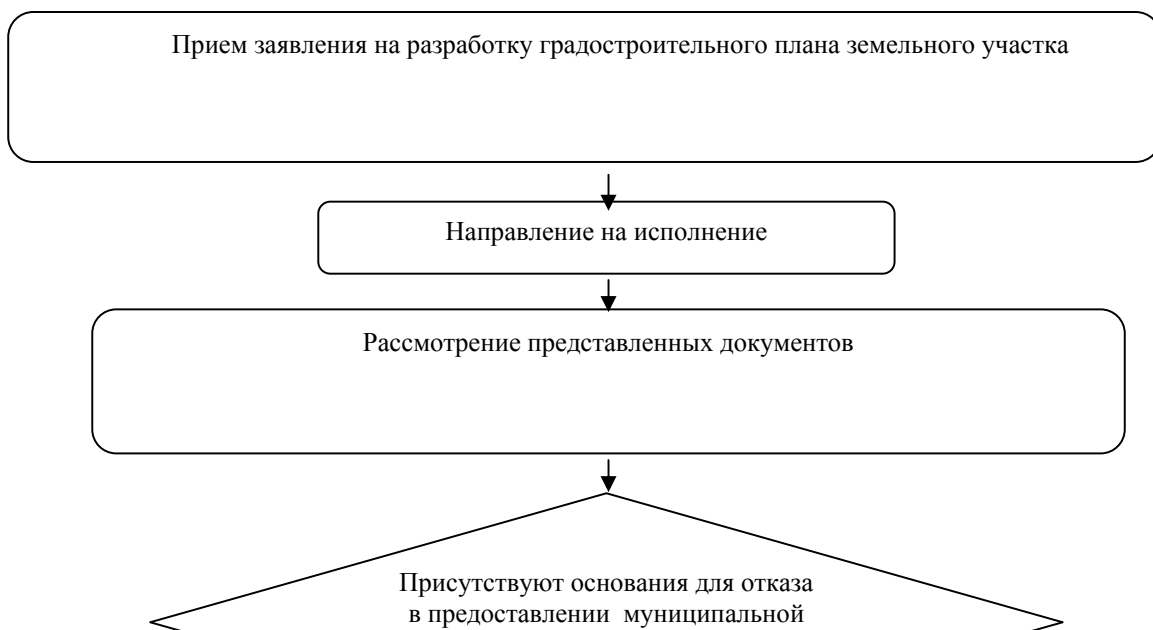 Прием заявления на разработку градостроительного плана земельного участка
Направление на исполнение
Рассмотрение представленных документов
Присутствуют основания для отказа
в предоставлении муниципальной